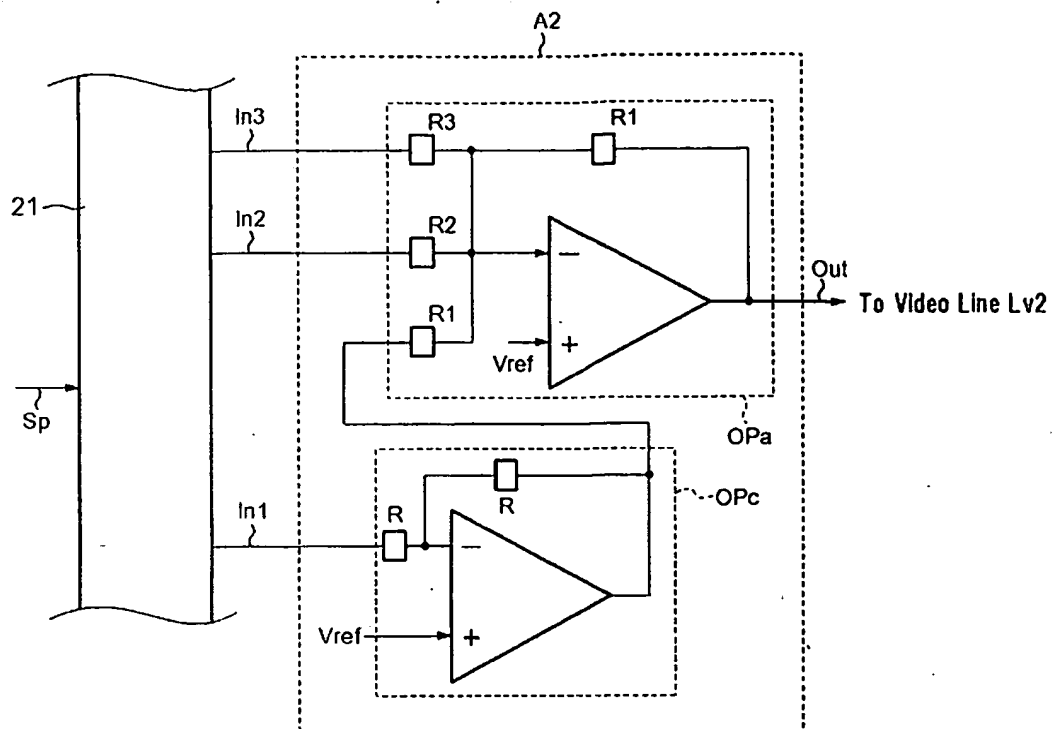 A2
In3
R3
R1
21
In2
R2
−
Out
To Video Line Lv2
R1
Vref
+
Sp
OPa
R
OPc
In1
R
−
Vref
+